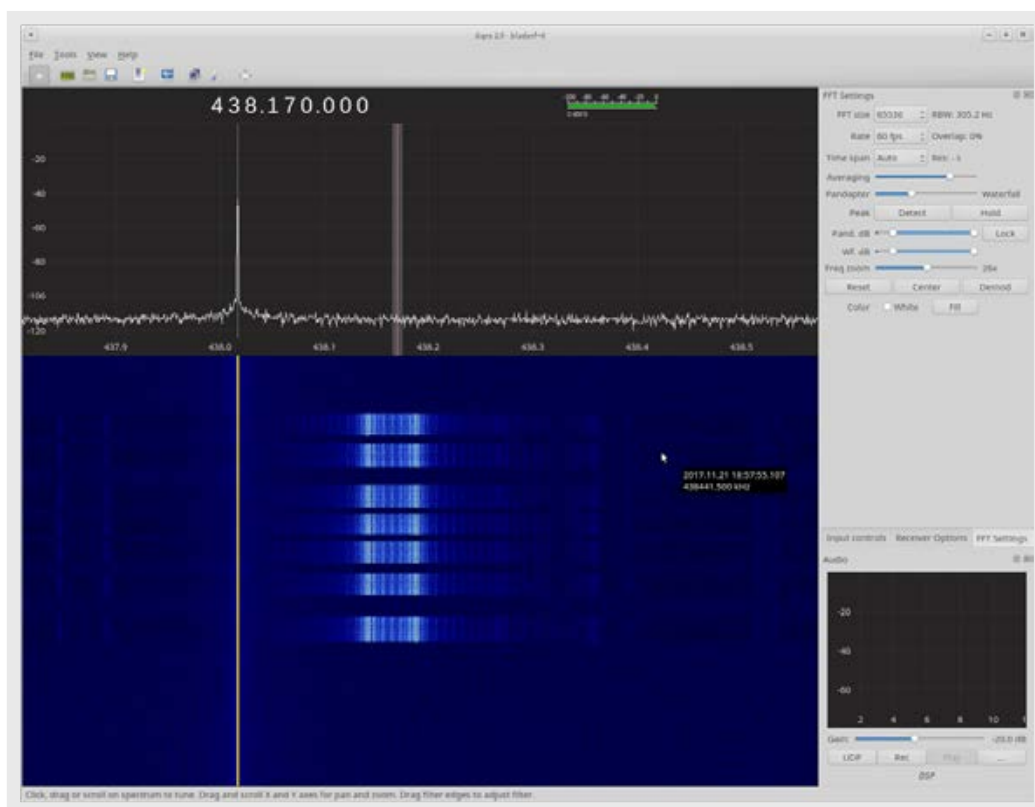 File Tools View Help
438.170.000
-20
-40
-60
-80
-100
-120
437.9 438.0 438.1 438.2 438.3 438.4 438.5
2017.11.21 18:57:55.107
438441.500 kHz
FFT Settings
FFT size 65536 RBW: 305.2 Hz
Rate 60 fps Overlap: 0%
Time span Auto Res: - s
Averaging
Pandapter Waterfall
Peak Detect Hold
Pand. dB Lock
Wf. dB
Freq zoom 28x
Reset Center Demod
Color White Fill
Input controls Receiver Options FFT Settings
Audio
-20
-40
-60
2 4 6 8 10
Gain: -20.0 dB
UDP Rec Play ...
DSP
Click, drag or scroll on spectrum to tune. Drag and scroll X and Y axes for pan and zoom. Drag filter edges to adjust filter.